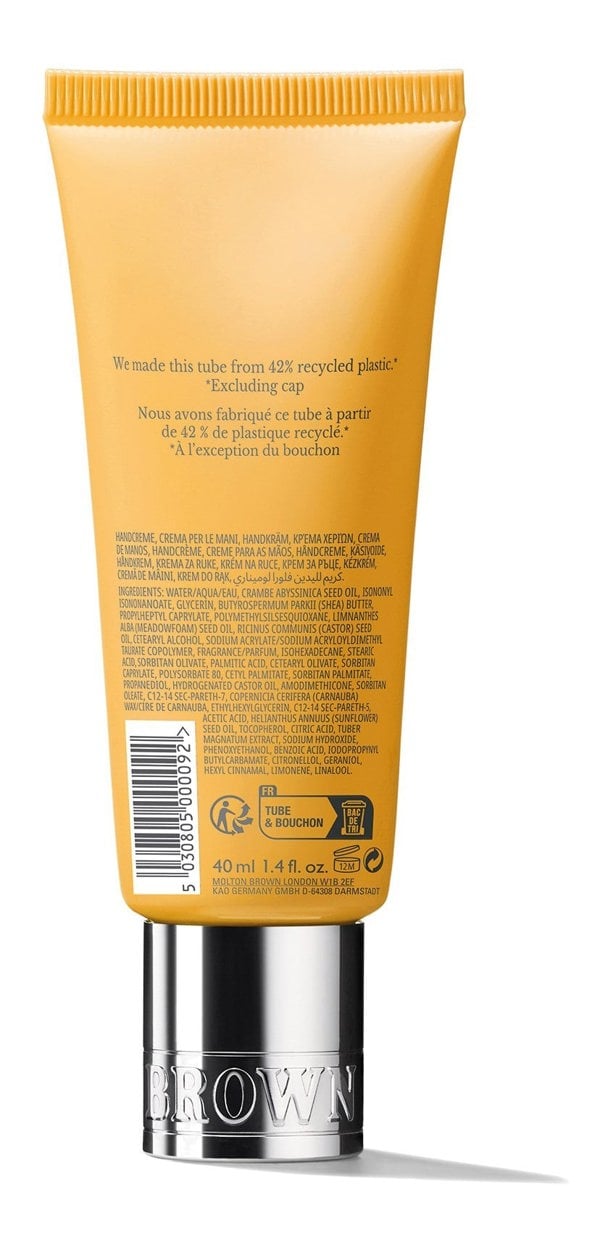 We made this tube from 42% recycled plastic.*
*Excluding cap
Nous avons fabriqué ce tube à partir
de 42 % de plastique recyclé.*
*À l'exception du bouchon
HANDCREME, CREMA PER LE MANI, HANDKRÄM, ΚΡΈΜΑ ΧΕΡΙΏΝ, CREMA
DE MANOS, HANDCRÈME, CREME PARA AS MÃOS, HÅNDCREME, KÄSIVOIDE,
HÅNDKREM, KREMA ZA RUKE, KRÉM NA RUCE, КРЕМ ЗА РЪЦЕ, KÉZKRÉM,
CREMĂ DE MÂINI, KREM DO RĄK, كريم لليدين فلورا لوميناري.
INGREDIENTS: WATER/AQUA/EAU, CRAMBE ABYSSINICA SEED OIL, ISONONYL
ISONONANOATE, GLYCERIN, BUTYROSPERMUM PARKII (SHEA) BUTTER,
PROPYLHEPTYL CAPRYLATE, POLYMETHYLSILSESQUIOXANE, LIMNANTHES
ALBA (MEADOWFOAM) SEED OIL, RICINUS COMMUNIS (CASTOR) SEED
OIL, CETEARYL ALCOHOL, SODIUM ACRYLATE/SODIUM ACRYLOYLDIMETHYL
TAURATE COPOLYMER, FRAGRANCE/PARFUM, ISOHEXADECANE, STEARIC
ACID, SORBITAN OLIVATE, PALMITIC ACID, CETEARYL OLIVATE, SORBITAN
CAPRYLATE, POLYSORBATE 80, CETYL PALMITATE, SORBITAN PALMITATE,
PROPANEDIOL, HYDROGENATED CASTOR OIL, AMODIMETHICONE, SORBITAN
OLEATE, C12-14 SEC-PARETH-7, COPERNICIA CERIFERA (CARNAUBA)
WAX/CIRE DE CARNAUBA, ETHYLHEXYLGLYCERIN, C12-14 SEC-PARETH-5,
ACETIC ACID, HELIANTHUS ANNUUS (SUNFLOWER)
SEED OIL, TOCOPHEROL, CITRIC ACID, TUBER
MAGNATUM EXTRACT, SODIUM HYDROXIDE,
PHENOXYETHANOL, BENZOIC ACID, IODOPROPYNYL
BUTYLCARBAMATE, CITRONELLOL, GERANIOL,
HEXYL CINNAMAL, LIMONENE, LINALOOL.
5 030805 000092 >
FR
TUBE
& BOUCHON
BAC
DE
TRI
40 ml 1.4 fl. oz.
12M
MOLTON BROWN LONDON W1B 2EF
KAO GERMANY GMBH D-64308 DARMSTADT
BROWN